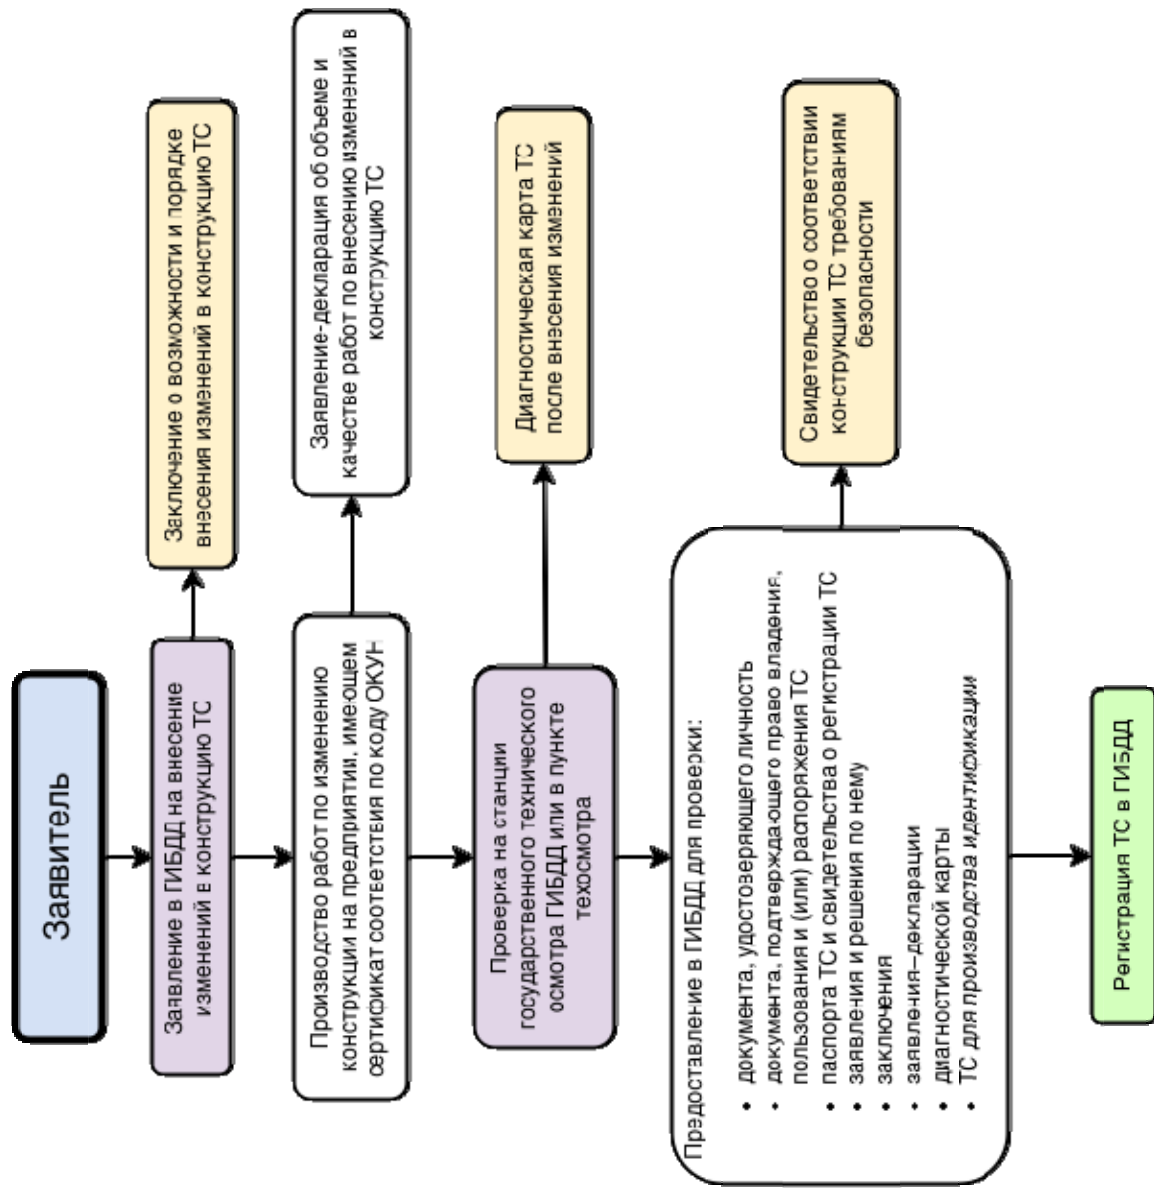 Заявитель
Заявление в ГИБДД на внесение
изменений в конструкцию ТС
Заключение о возможности и порядке
внесения изменений в конструкцию ТС
Производство работ по изменению
конструкции на предприятии, имеющем
сертификат соответствия по коду ОКУН
Заявление-декларация об объеме и
качестве работ по внесению изменений в
конструкцию ТС
Проверка на станции
государственного технического
осмотра ГИБДД или в пункте
техосмотра
Диагностическая карта ТС
после внесения изменений
Предоставление в ГИБДД для проверки:
• документа, удостоверяющего личность
• документа, подтверждающего право владения,
пользования и (или) распоряжения ТС
• паспорта ТС и свидетельства о регистрации ТС
• заявления и решения по нему
• заключения
• заявления–декларации
• диагностической карты
• ТС для производства идентификации
Свидетельство о соответствии
конструкции ТС требованиям
безопасности
Регистрация ТС в ГИБДД